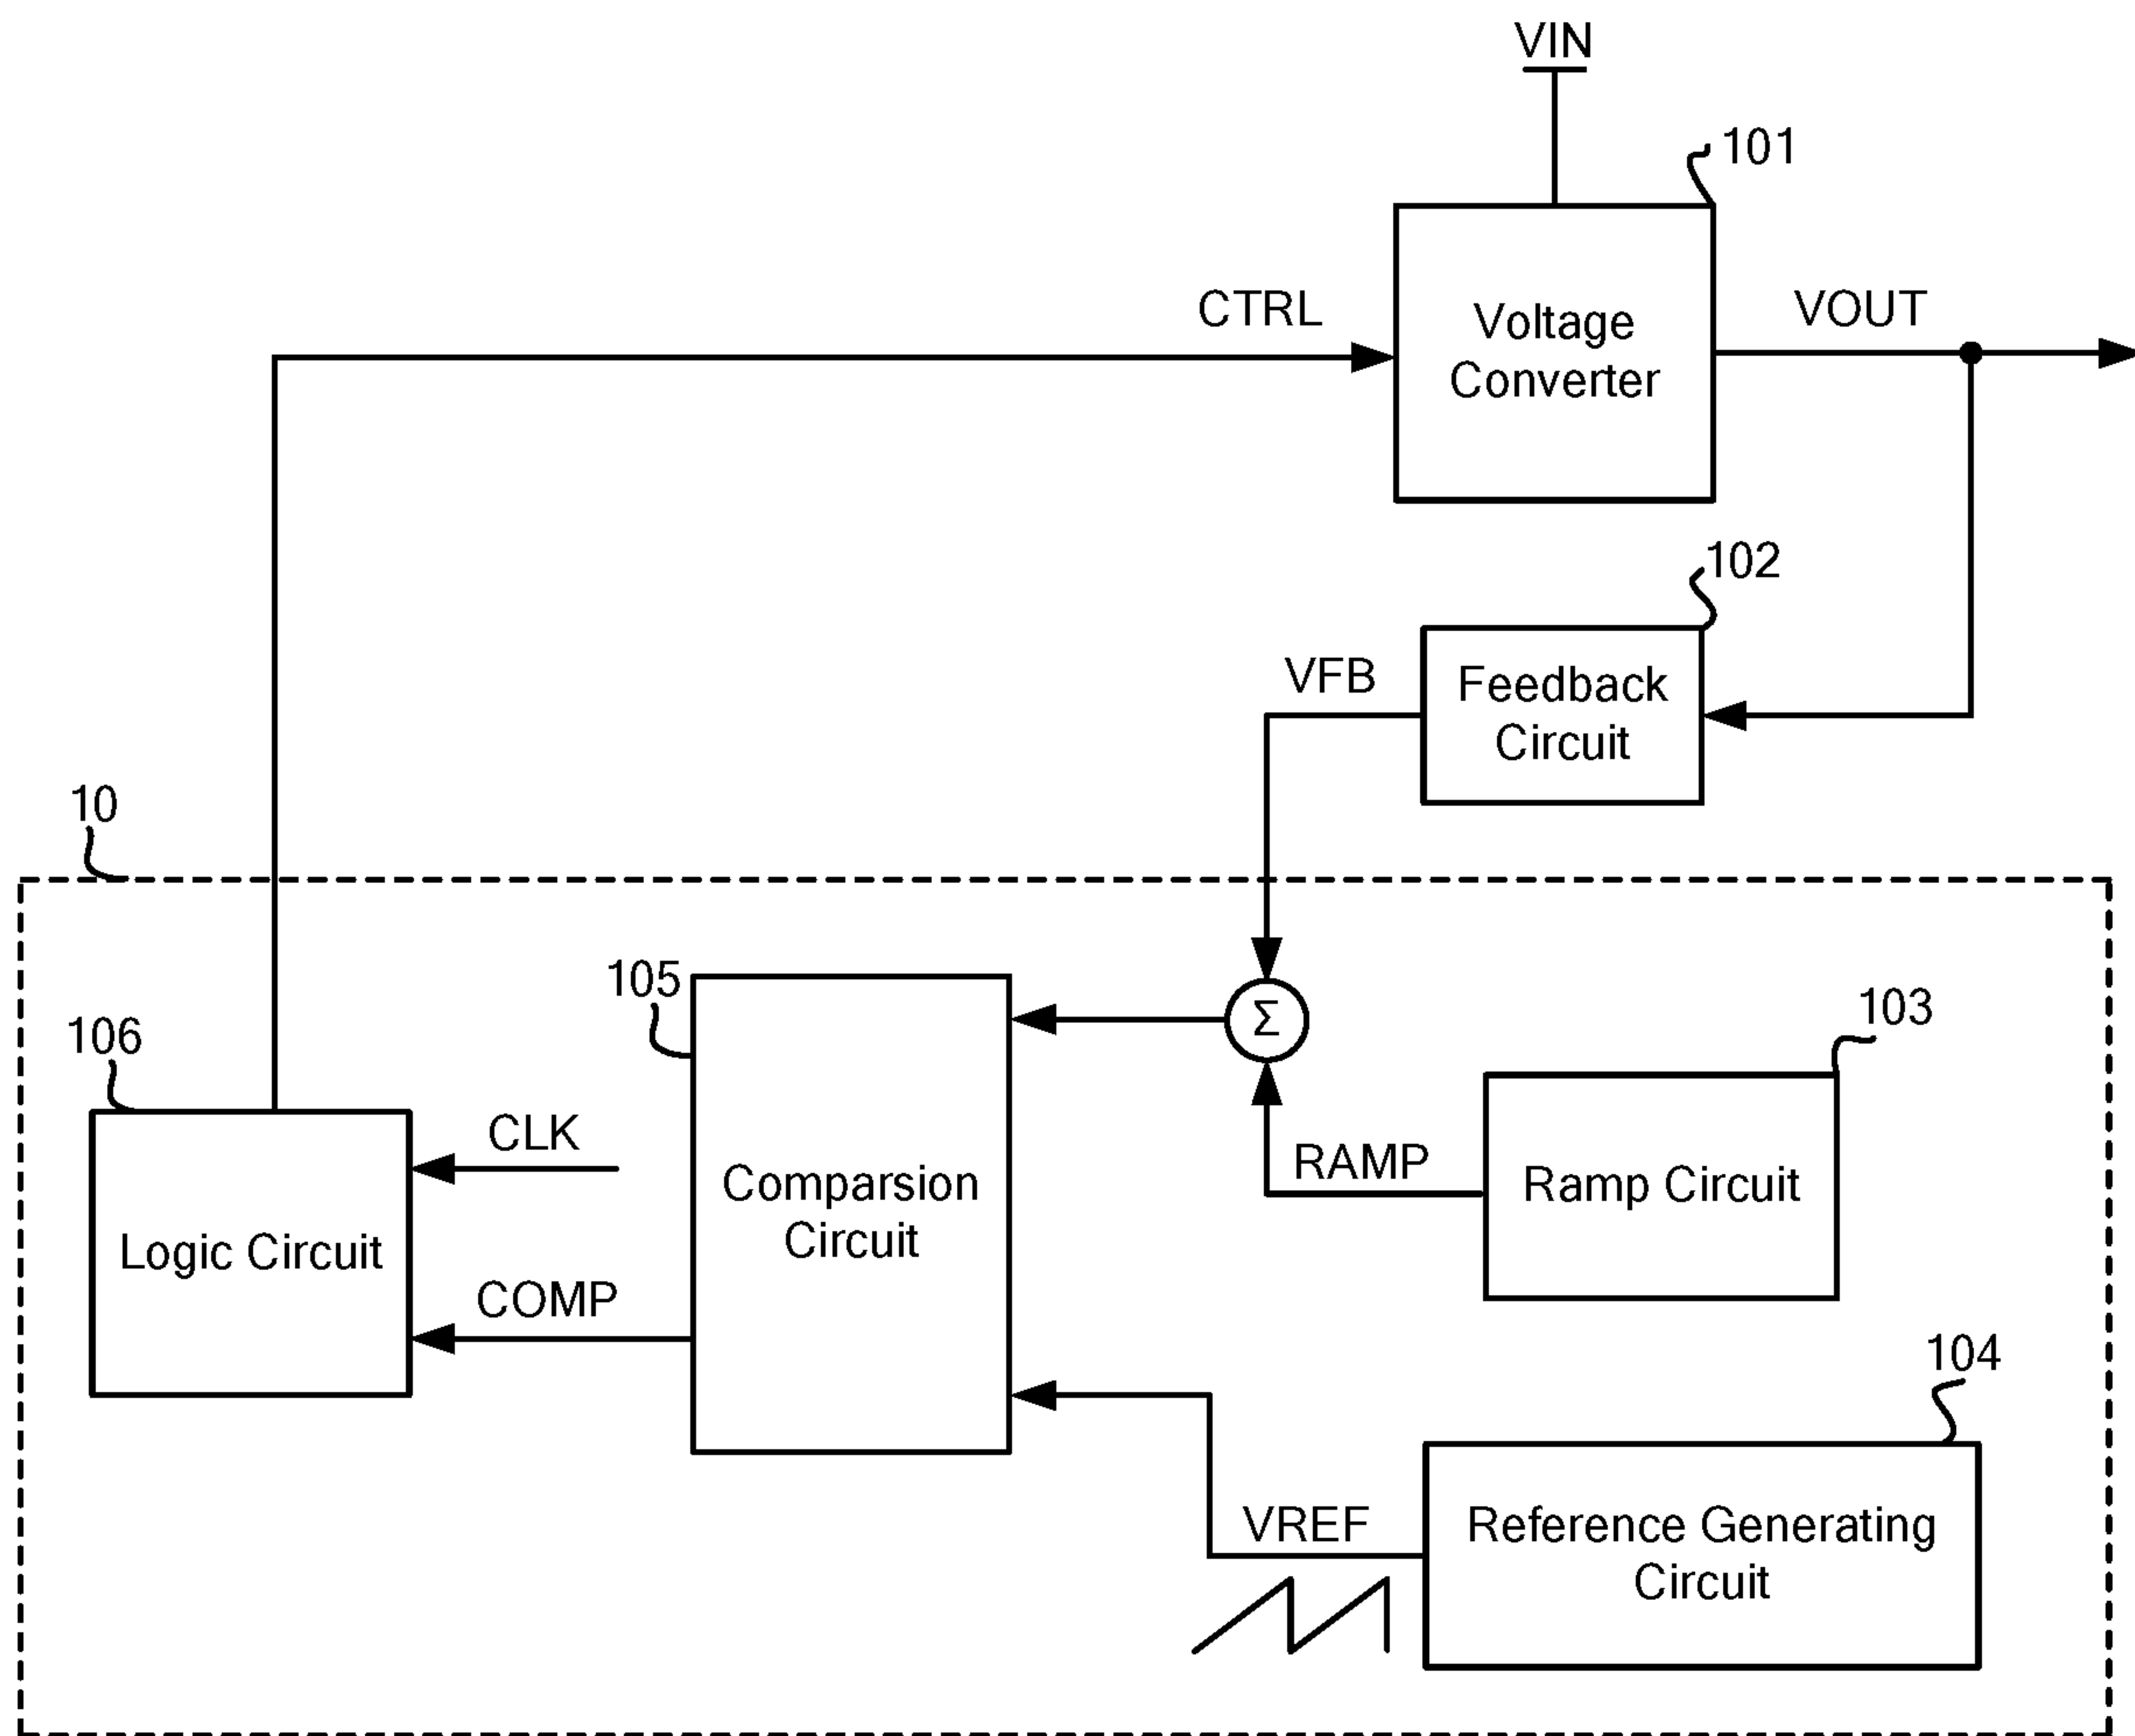 VIN
101
CTRL
Voltage
Converter
VOUT
102
VFB
Feedback
Circuit
10
105
Σ
103
106
CLK
RAMP
Comparsion
Circuit
Ramp Circuit
Logic Circuit
COMP
104
VREF
Reference Generating
Circuit